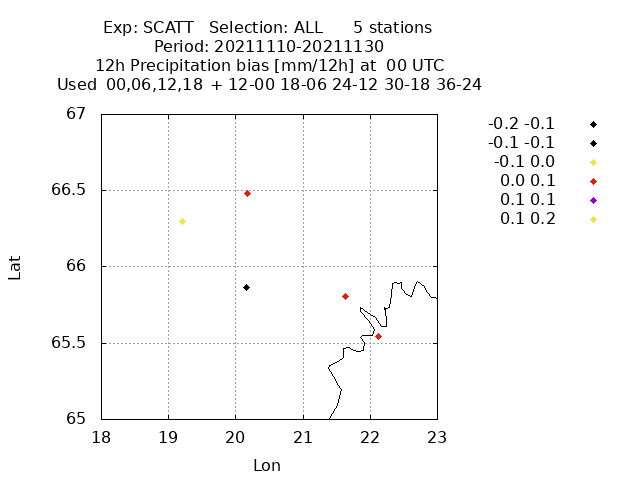 Exp: SCATT   Selection: ALL      5 stations
Period: 20211110-20211130
12h Precipitation bias [mm/12h] at  00 UTC
Used  00,06,12,18  + 12-00 18-06 24-12 30-18 36-24
67
66.5
66
65.5
65
Lat
18 19 20 21 22 23
Lon
-0.2 -0.1
-0.1 -0.1
-0.1 0.0
0.0 0.1
0.1 0.1
0.1 0.2